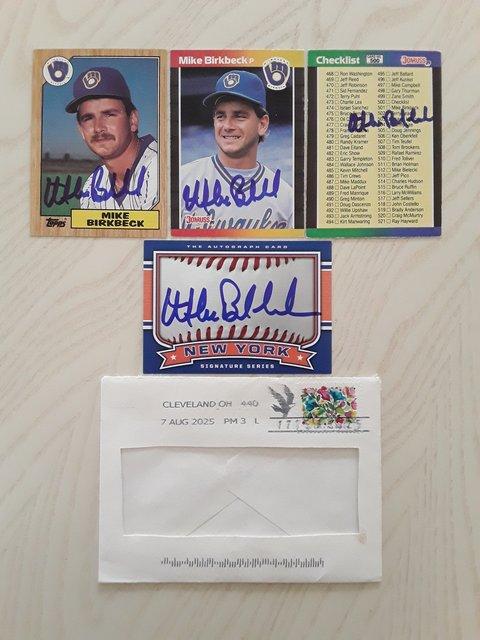 TOPPS
MIKE
BIRKBECK
Mike Birkbeck P
DONRUSS
Checklist
DONRUSS
468 Ron Washington
469 Jeff Reed
470 Jeff Robinson
471 Sid Fernandez
472 Terry Puhl
473 Charlie Lea
474 Israel Sanchez
479 Greg Cadaret
480 Randy Kramer
481 Dave Eiland
482 Eric Show
483 Garry Templeton
484 Wallace Johnson
485 Kevin Mitchell
486 Tim Crews
487 Mike Maddux
488 Dave LaPoint
489 Fred Manrique
490 Greg Minton
491 Doug Dascenzo
492 Willie Upshaw
493 Jack Armstrong
494 Kirt Manwaring
495 Jeff Ballard
496 Jeff Kunkel
497 Mike Campbell
498 Gary Thurman
499 Zane Smith
500 Checklist
505 Doug Jennings
506 Ken Oberkfell
507 Tim Teufel
508 Tom Brookens
509 Rafael Ramirez
510 Fred Toliver
511 Brian Holman
512 Mike Bielecki
513 Jeff Pico
514 Charles Hudson
515 Bruce Ruffin
516 Larry McWilliams
517 Jeff Sellers
518 John Costello
519 Brady Anderson
520 Craig McMurtry
521 Ray Hayward
THE AUTOGRAPH CARD
Mike Birkbeck
NEW YORK
SIGNATURE SERIES
CLEVELAND OH 440
7 AUG 2025 PM 3 L